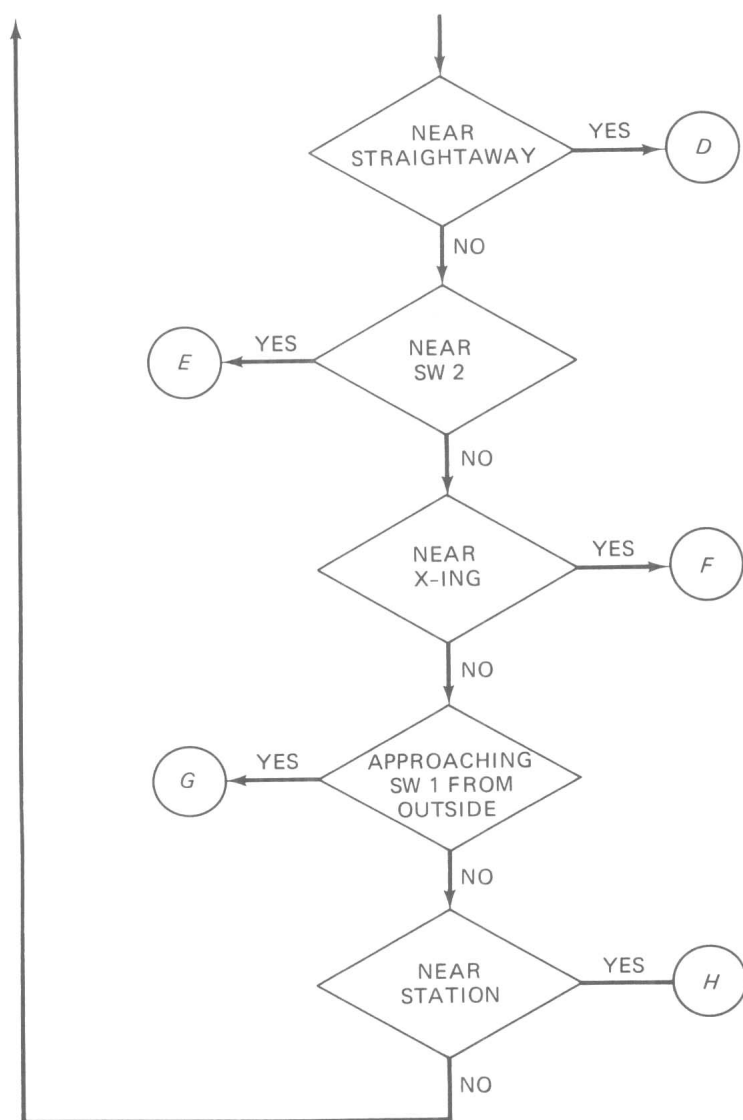 NEAR
STRAIGHTAWAY
YES
D
NO
YES
E
NEAR
SW 2
NO
NEAR
X-ING
YES
F
NO
YES
G
APPROACHING
SW 1 FROM
OUTSIDE
NO
NEAR
STATION
YES
H
NO